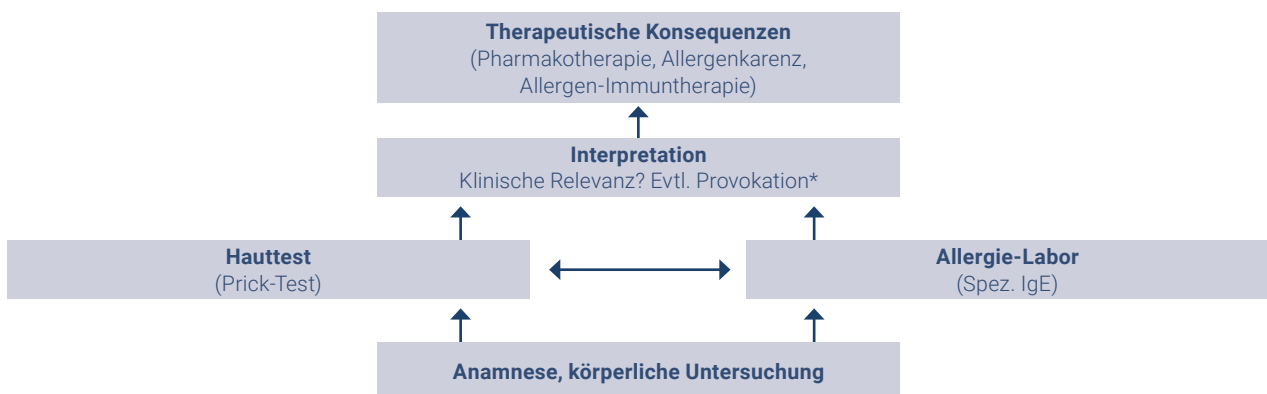 Therapeutische Konsequenzen
(Pharmakotherapie, Allergenkarenz,
Allergen-Immuntherapie)
Interpretation
Klinische Relevanz? Evtl. Provokation*
Hauttest
(Prick-Test)
Allergie-Labor
(Spez. IgE)
Anamnese, körperliche Untersuchung